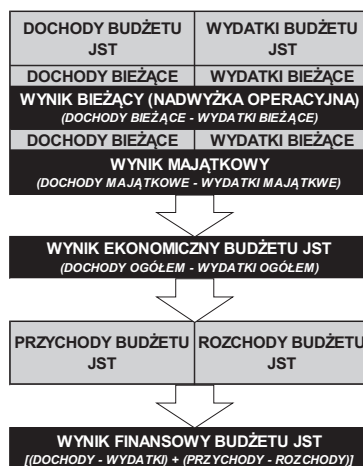 DOCHODY BUDŻETU JST
WYDATKI BUDŻETU JST
DOCHODY BIEŻĄCE
WYDATKI BIEŻĄCE
WYNIK BIEŻĄCY (NADWYŻKA OPERACYJNA)
(DOCHODY BIEŻĄCE - WYDATKI BIEŻĄCE)
DOCHODY BIEŻĄCE
WYDATKI BIEŻĄCE
WYNIK MAJĄTKOWY
(DOCHODY MAJĄTKOWE - WYDATKI MAJĄTKWE)
WYNIK EKONOMICZNY BUDŻETU JST
(DOCHODY OGÓŁEM - WYDATKI OGÓŁEM)
PRZYCHODY BUDŻETU JST
ROZCHODY BUDŻETU JST
WYNIK FINANSOWY BUDŻETU JST
[(DOCHODY - WYDATKI) + (PRZYCHODY - ROZCHODY)]